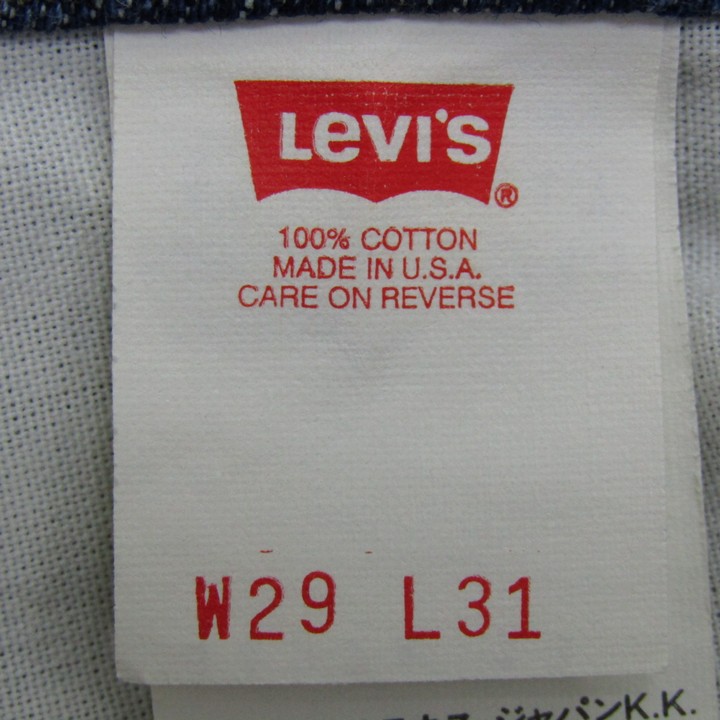 LEVI'S ®
100% COTTON
MADE IN U.S.A.
CARE ON REVERSE
W29 L31
ジャパンK.K.